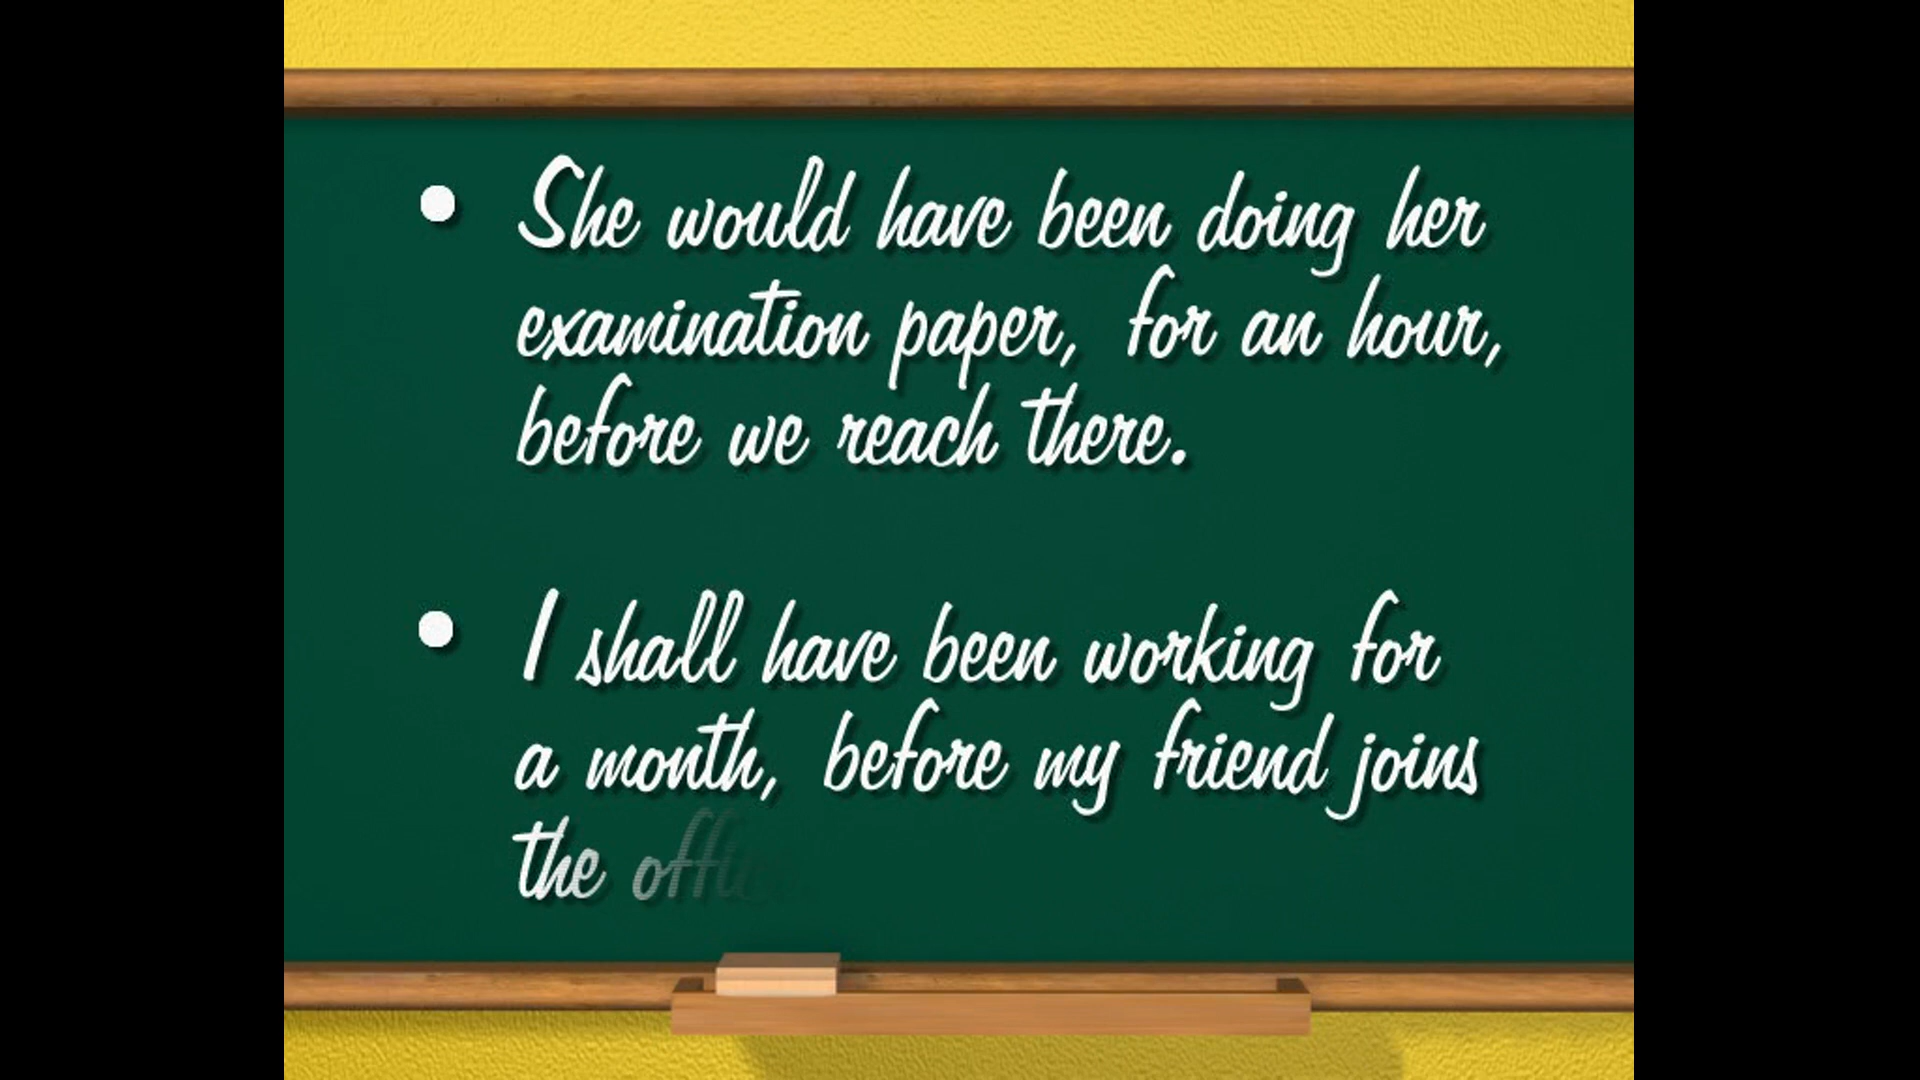 • She would have been doing her
examination paper, for an hour,
before we reach there.
• I shall have been working for
a month, before my friend joins
the